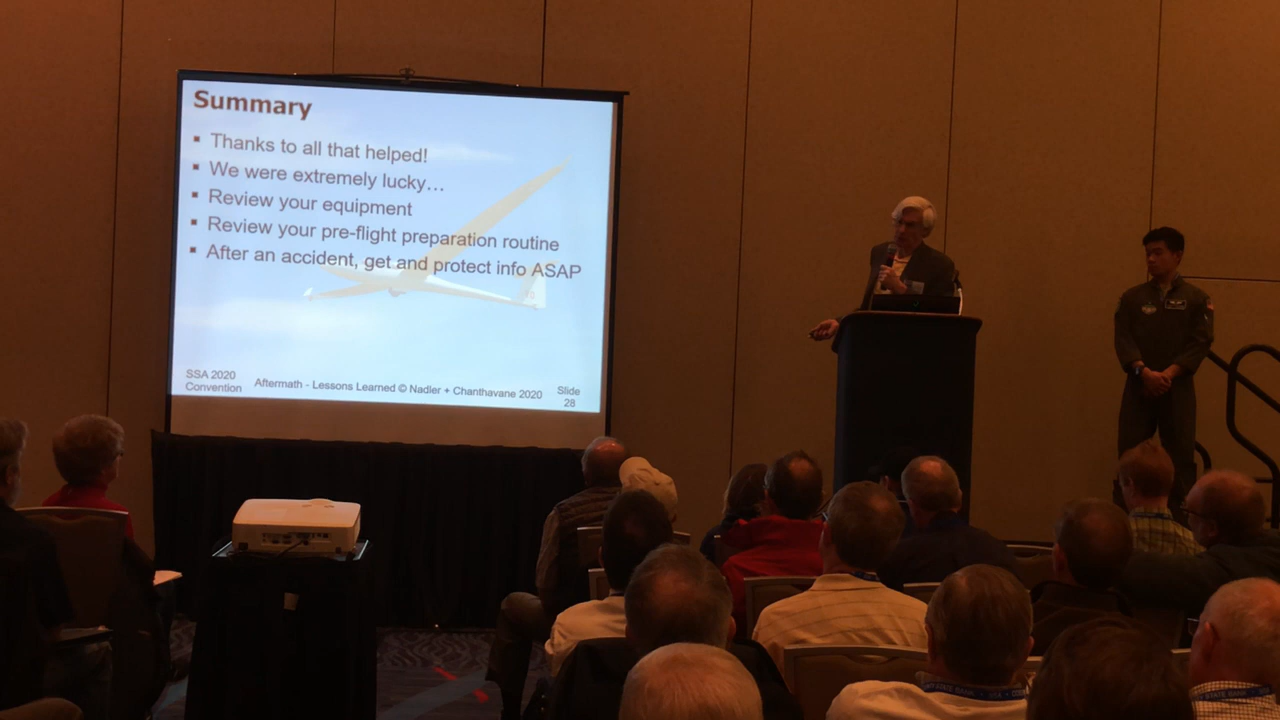 Summary
Thanks to all that helped!
We were extremely lucky…
Review your equipment
Review your pre-flight preparation routine
After an accident, get and protect info ASAP
SSA 2020
Convention
Aftermath - Lessons Learned © Nadler + Chanthavane 2020
Slide
28
STATE BANK